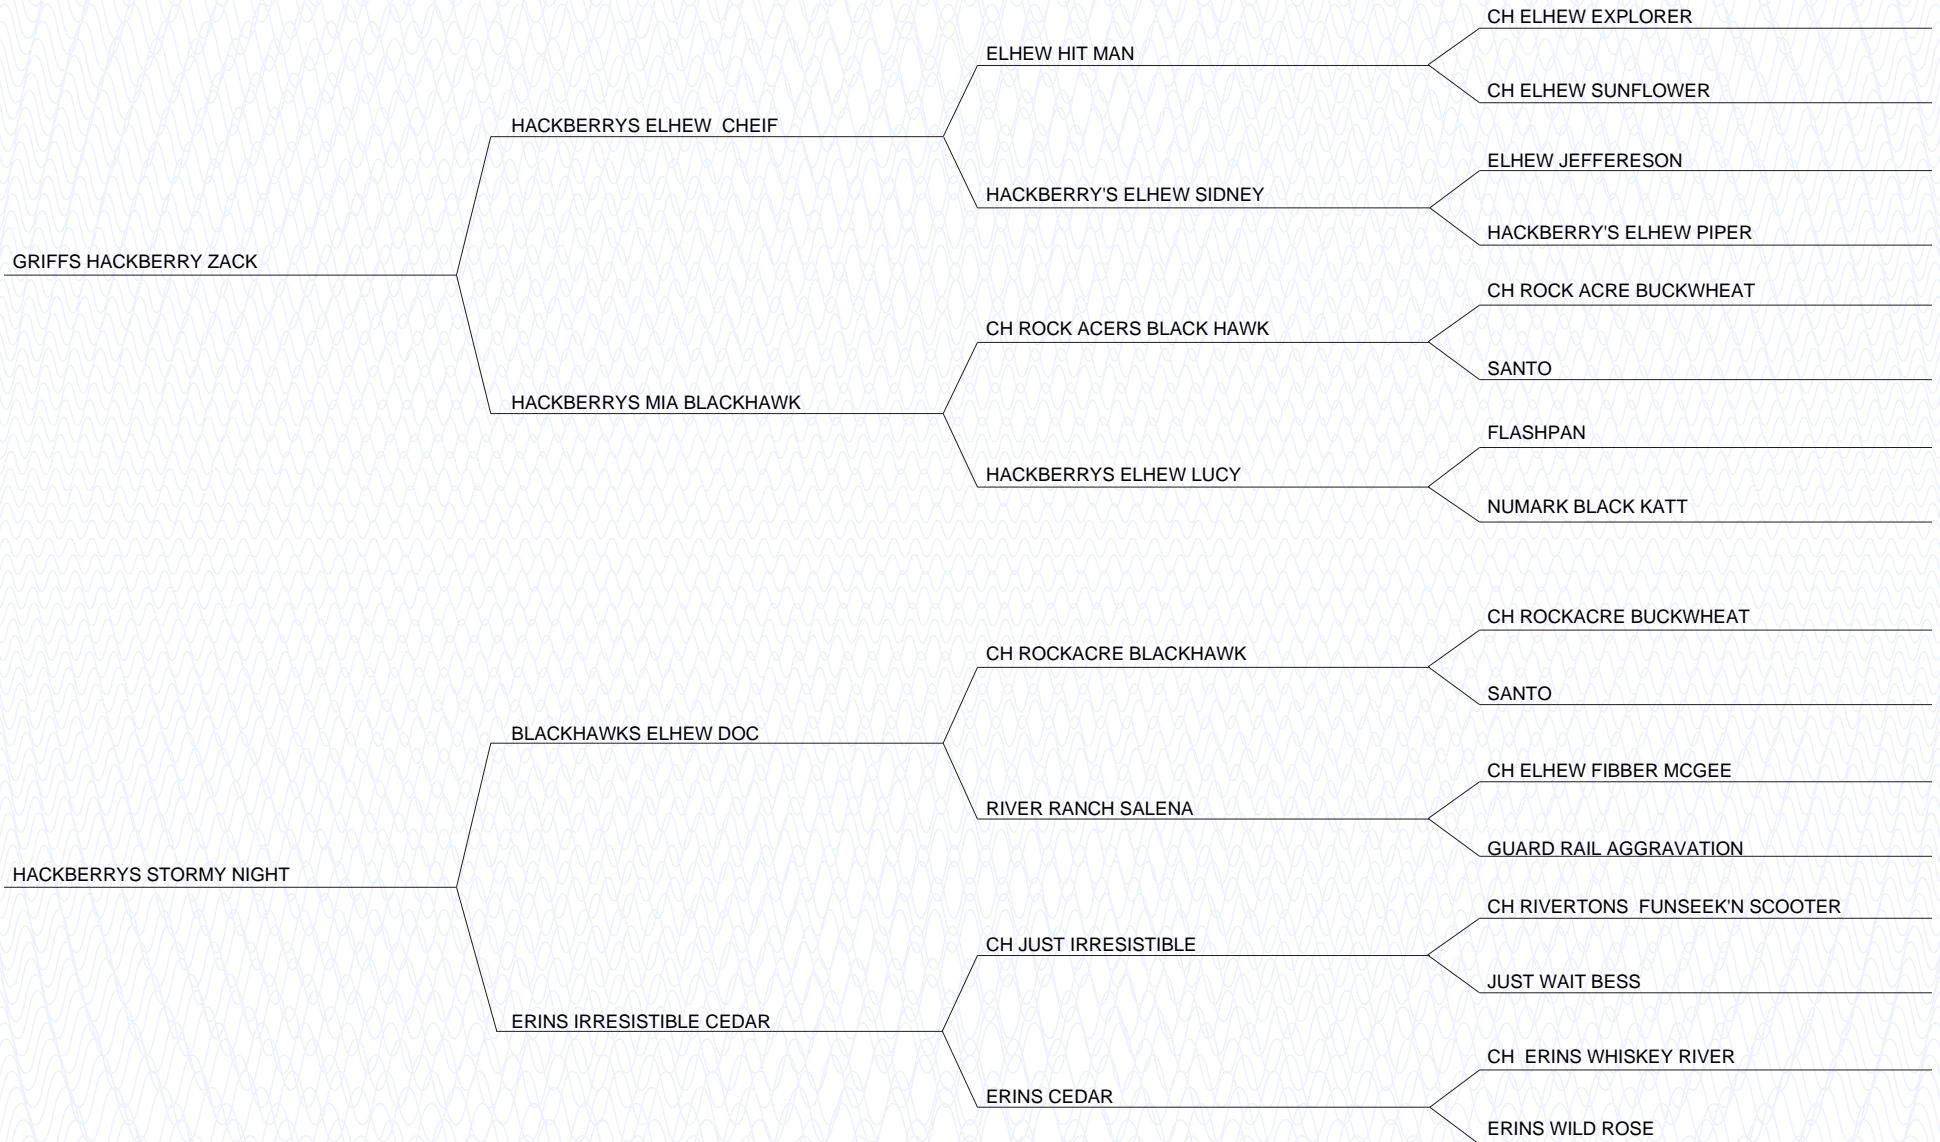 CH ELHEW EXPLORER
ELHEW HIT MAN
CH ELHEW SUNFLOWER
HACKBERRYS ELHEW  CHEIF
ELHEW JEFFERESON
HACKBERRY'S ELHEW SIDNEY
HACKBERRY'S ELHEW PIPER
GRIFFS HACKBERRY ZACK
CH ROCK ACRE BUCKWHEAT
CH ROCK ACERS BLACK HAWK
SANTO
HACKBERRYS MIA BLACKHAWK
FLASHPAN
HACKBERRYS ELHEW LUCY
NUMARK BLACK KATT
CH ROCKACRE BUCKWHEAT
CH ROCKACRE BLACKHAWK
SANTO
BLACKHAWKS ELHEW DOC
CH ELHEW FIBBER MCGEE
RIVER RANCH SALENA
GUARD RAIL AGGRAVATION
HACKBERRYS STORMY NIGHT
CH RIVERTONS  FUNSEEK'N SCOOTER
CH JUST IRRESISTIBLE
JUST WAIT BESS
ERINS IRRESISTIBLE CEDAR
CH  ERINS WHISKEY RIVER
ERINS CEDAR
ERINS WILD ROSE